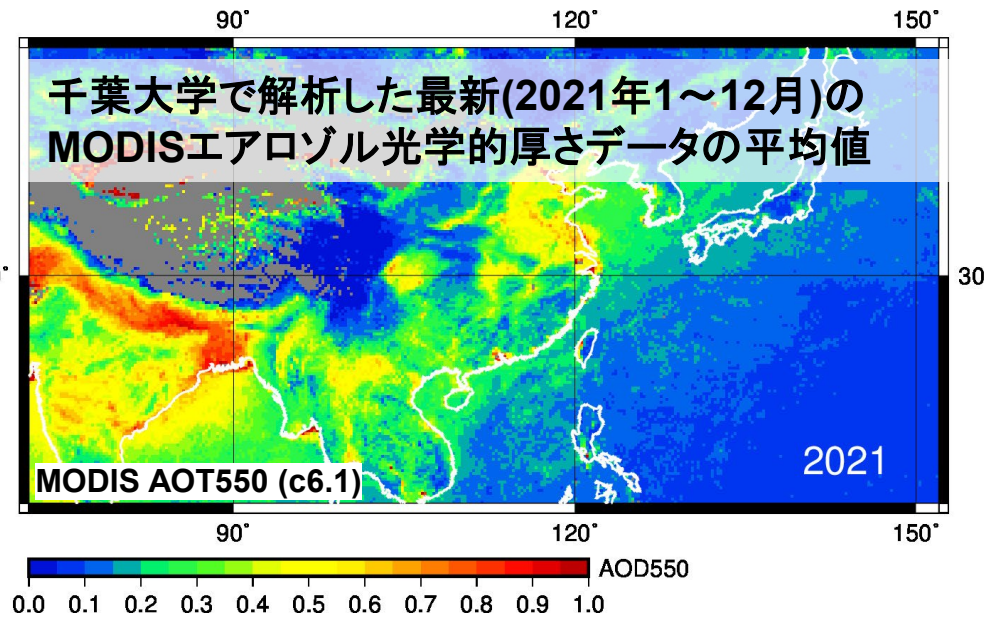 90° 120° 150°
千葉大学で解析した最新(2021年1～12月)の
MODISエアロゾル光学的厚さデータの平均値
° 30
2021
MODIS AOT550 (c6.1)
90° 120° 150°
AOD550
0.0 0.1 0.2 0.3 0.4 0.5 0.6 0.7 0.8 0.9 1.0